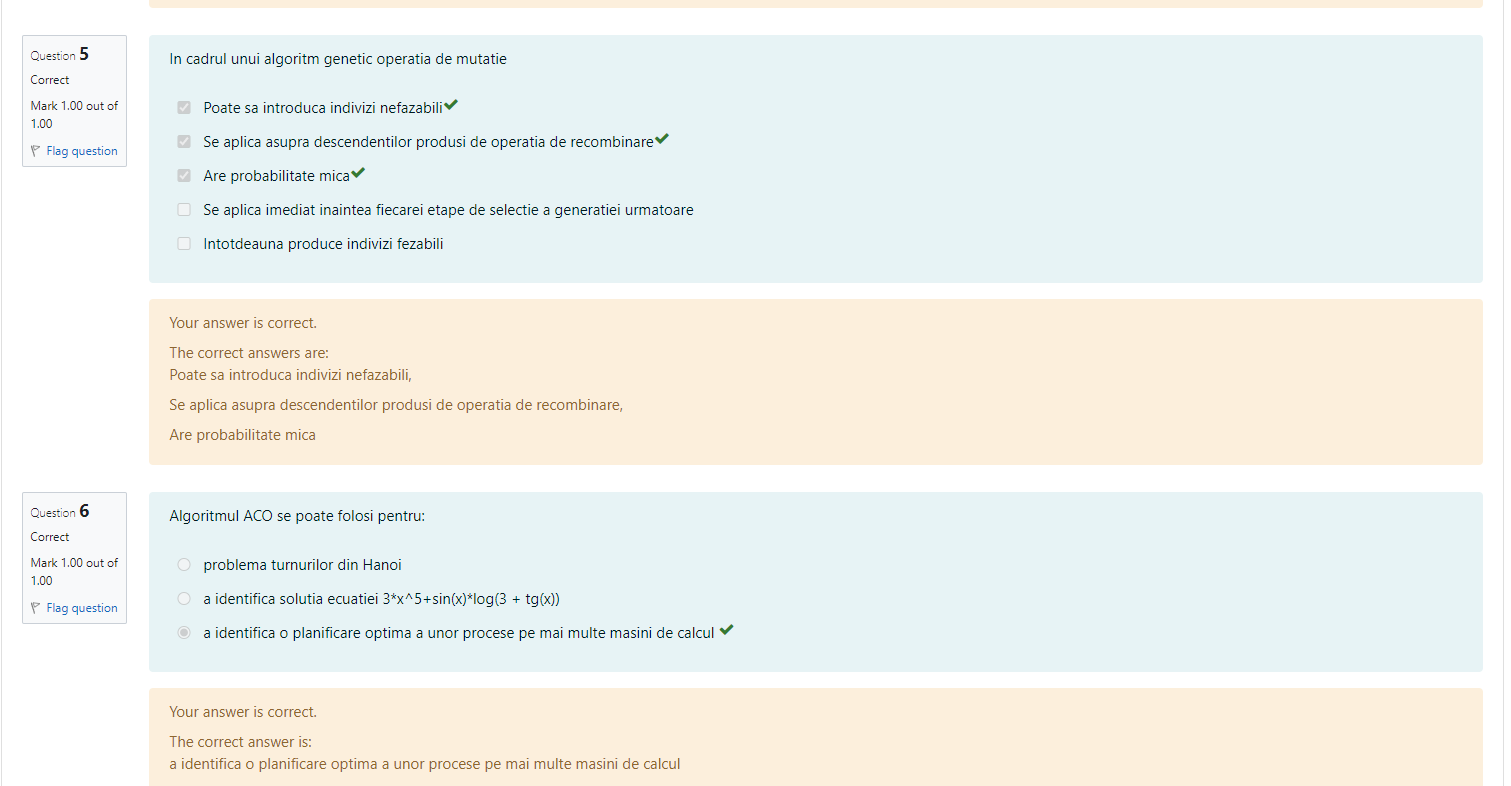 Question 5
Correct
Mark 1.00 out of
1.00
Flag question
In cadrul unui algoritm genetic operatia de mutatie
Poate sa introduca indivizi nefazabili
Se aplica asupra descendentilor produsi de operatia de recombinare
Are probabilitate mica
Se aplica imediat inaintea fiecarei etape de selectie a generatiei urmatoare
Intotdeauna produce indivizi fezabili
Your answer is correct.
The correct answers are:
Poate sa introduca indivizi nefazabili,
Se aplica asupra descendentilor produsi de operatia de recombinare,
Are probabilitate mica
Question 6
Correct
Mark 1.00 out of
1.00
Flag question
Algoritmul ACO se poate folosi pentru:
problema turnurilor din Hanoi
a identifica solutia ecuatiei 3*x^5+sin(x)*log(3 + tg(x))
a identifica o planificare optima a unor procese pe mai multe masini de calcul
Your answer is correct.
The correct answer is:
a identifica o planificare optima a unor procese pe mai multe masini de calcul